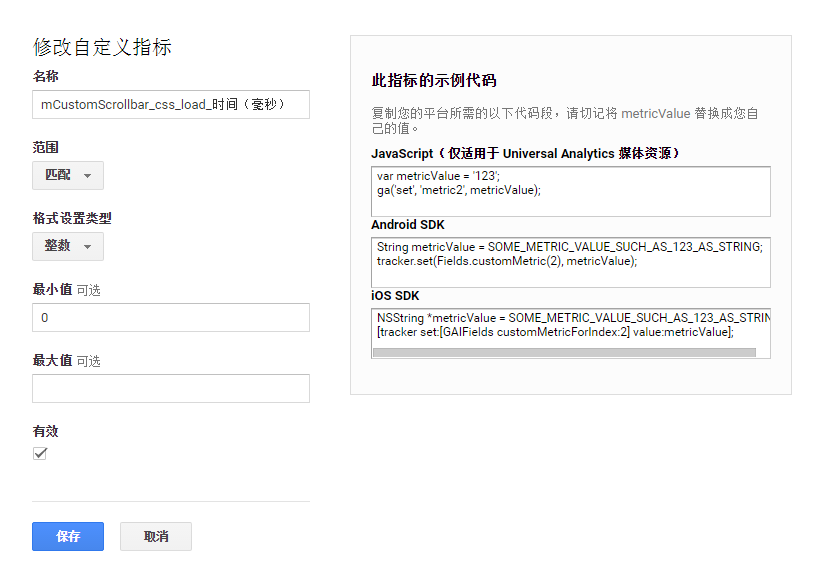 修改自定义指标
名称
mCustomScrollbar_css_load_时间（毫秒）
范围
匹配
格式设置类型
整数
最小值 可选
0
最大值 可选
有效
保存 取消
此指标的示例代码
复制您的平台所需的以下代码段，请切记将 metricValue 替换成您自
己的值。
JavaScript（仅适用于 Universal Analytics 媒体资源）
var metricValue = '123';
ga('set', 'metric2', metricValue);
Android SDK
String metricValue = SOME_METRIC_VALUE_SUCH_AS_123_AS_STRING;
tracker.set(Fields.customMetric(2), metricValue);
iOS SDK
NSString *metricValue = SOME_METRIC_VALUE_SUCH_AS_123_AS_STRIN
[tracker set:[GAIFields customMetricForIndex:2] value:metricValue];